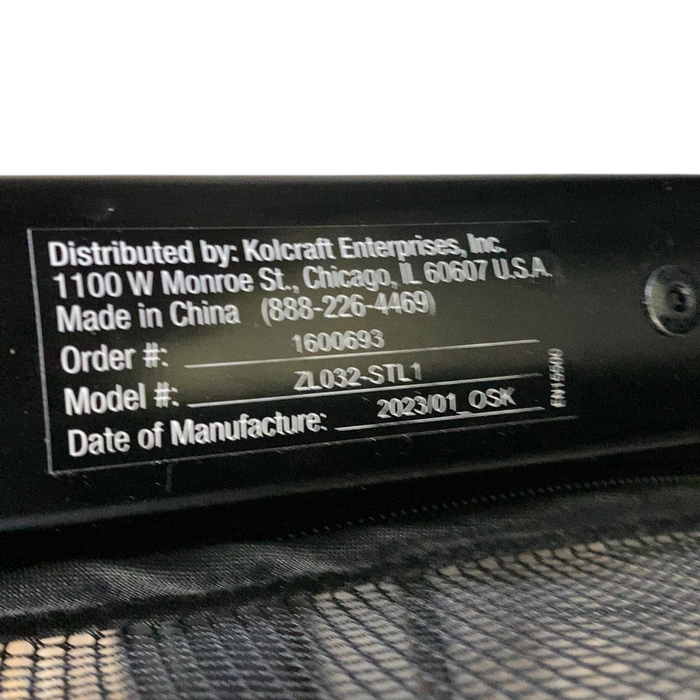 Distributed by: Kolcraft Enterprises, Inc.
1100 W Monroe St., Chicago, IL 60607 U.S.A.
Made in China (888-226-4469)
Order #: 1600693
Model #: ZL032-STL1
Date of Manufacture: 2023/01_OSK
EN15500